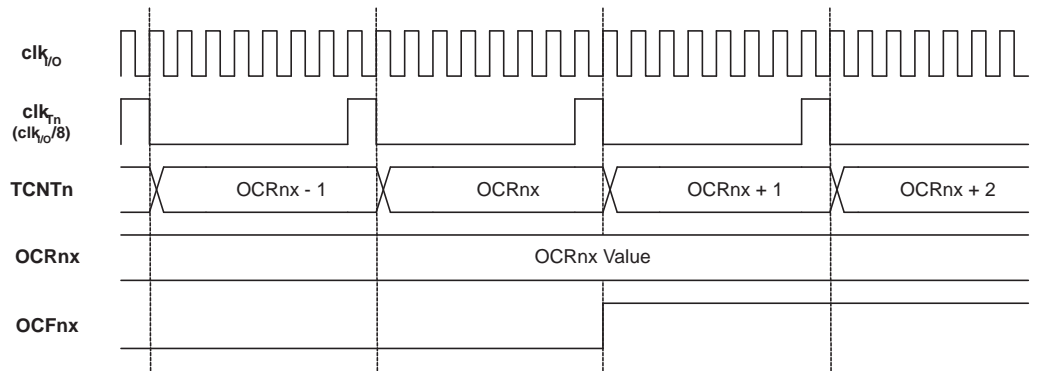 clkI/O
clkTn
(clkI/O/8)
TCNTn
OCRnx - 1
OCRnx
OCRnx + 1
OCRnx + 2
OCRnx
OCRnx Value
OCFnx